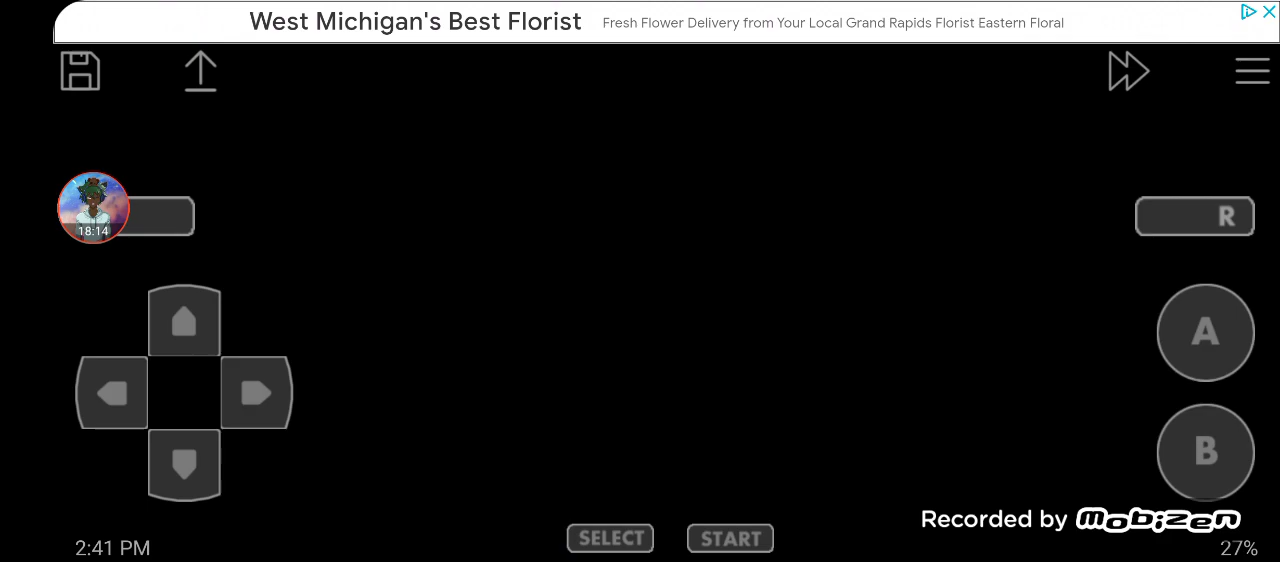 West Michigan's Best Florist Fresh Flower Delivery from Your Local Grand Rapids Florist Eastern Floral
18:14
R
A
B
Recorded by mobizen
SELECT START
2:41 PM 27%